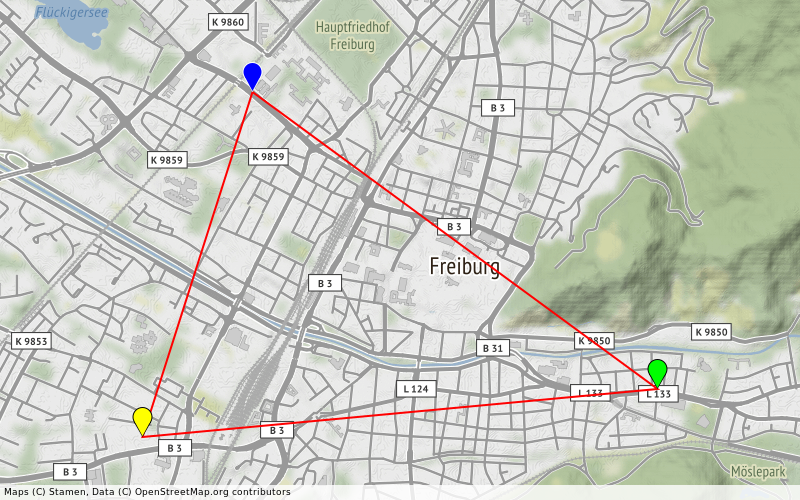 Flückigersee
K 9860
Hauptfriedhof
Freiburg
B 3
K 9859
K 9859
B 3
Freiburg
B 3
K 9853
K 9850
K 9850
B 31
L 124
L 133
L 133
B 3
B 3
B 3
Möslepark
Maps (C) Stamen, Data (C) OpenStreetMap.org contributors